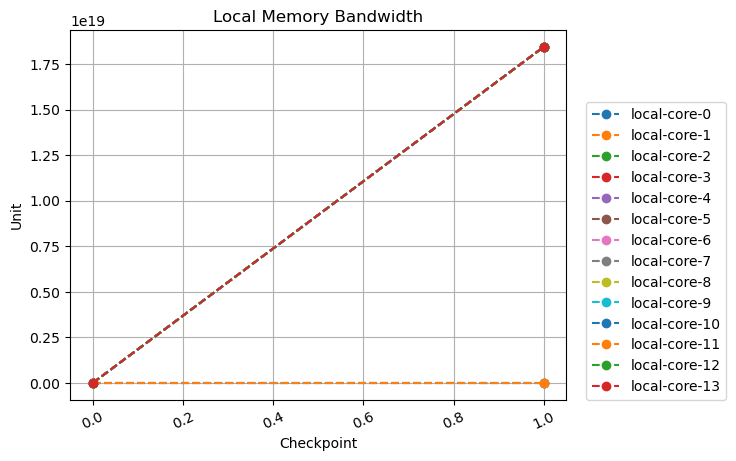 Local Memory Bandwidth
1e19
1.75
1.50
1.25
1.00
0.75
0.50
0.25
0.00
Unit
0.0 0.2 0.4 0.6 0.8 1.0
Checkpoint
local-core-0
local-core-1
local-core-2
local-core-3
local-core-4
local-core-5
local-core-6
local-core-7
local-core-8
local-core-9
local-core-10
local-core-11
local-core-12
local-core-13